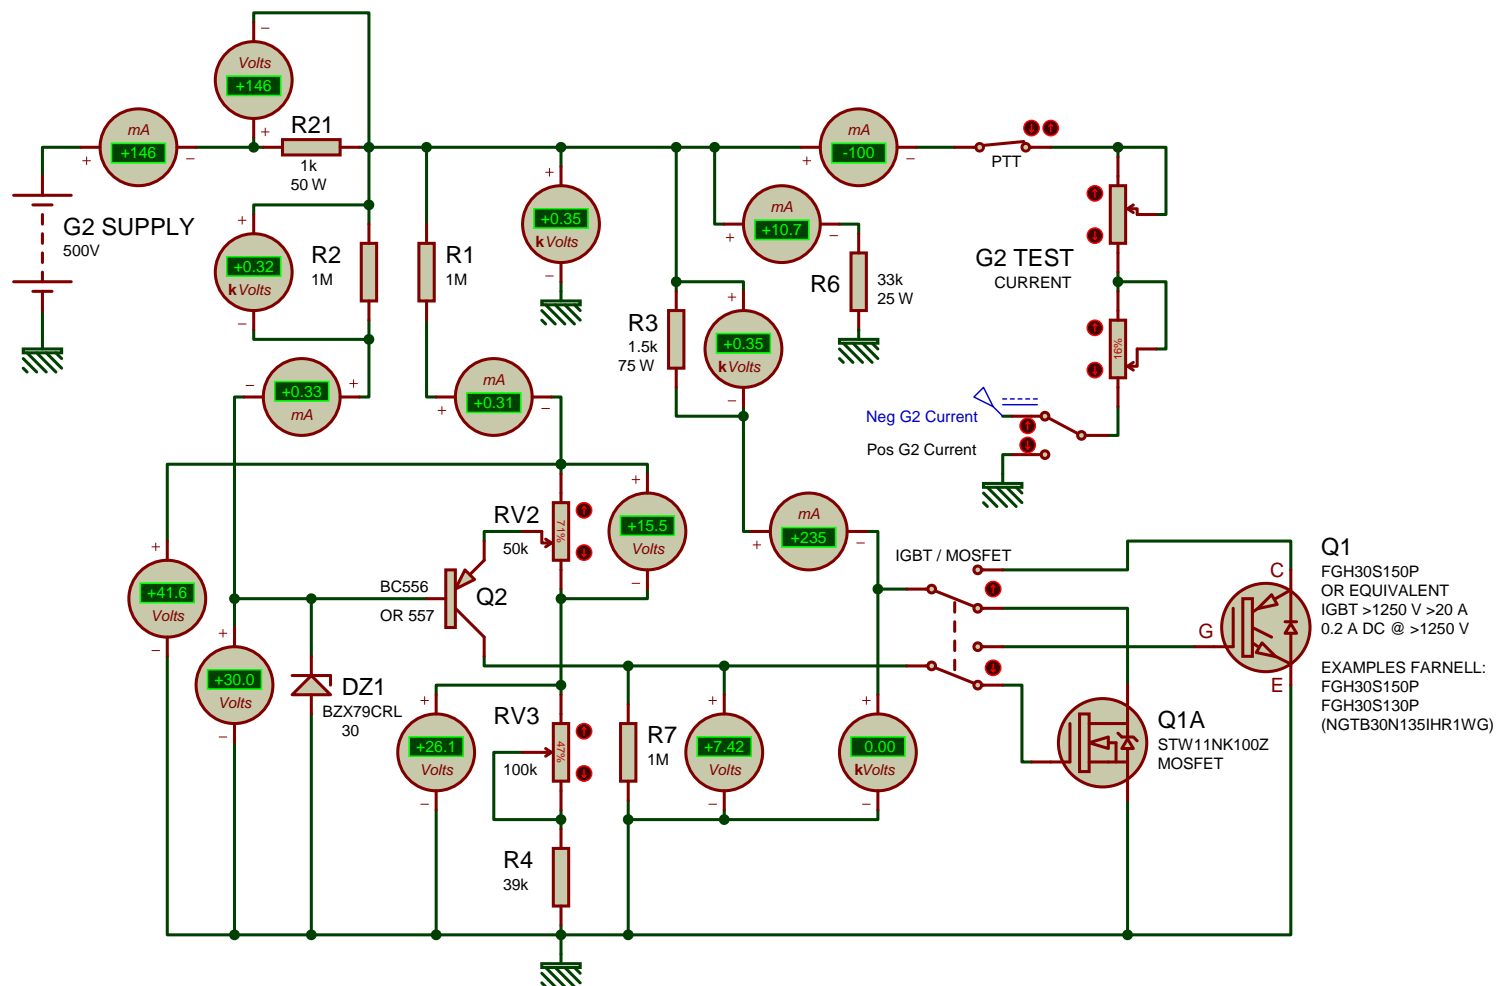 Volts
+146
mA
+146
R21
1k
50 W
G2 SUPPLY
500V
+0.32
kVolts
R2
1M
R1
1M
+0.35
kVolts
mA
-100
PTT
mA
+10.7
R6
33k
25 W
G2 TEST
CURRENT
16%
R3
1.5k
75 W
+0.35
kVolts
+0.33
mA
mA
+0.31
Neg G2 Current
Pos G2 Current
RV2
50k
71%
+15.5
Volts
mA
+235
IGBT / MOSFET
+41.6
Volts
BC556
OR 557
Q2
+30.0
Volts
DZ1
BZX79CRL
30
+26.1
Volts
RV3
100k
47%
R7
1M
+7.42
Volts
0.00
kVolts
R4
39k
C
G
E
Q1
FGH30S150P
OR EQUIVALENT
IGBT >1250 V >20 A
0.2 A DC @ >1250 V
EXAMPLES FARNELL:
FGH30S150P
FGH30S130P
(NGTB30N135IHR1WG)
Q1A
STW11NK100Z
MOSFET